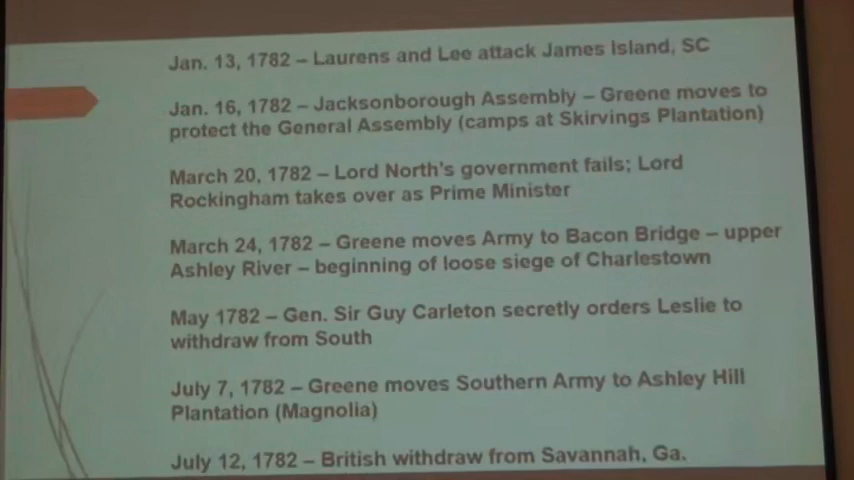 Jan. 13, 1782 – Laurens and Lee attack James Island, SC
Jan. 16, 1782 – Jacksonborough Assembly – Greene moves to
protect the General Assembly (camps at Skirvings Plantation)
March 20, 1782 – Lord North's government fails; Lord
Rockingham takes over as Prime Minister
March 24, 1782 – Greene moves Army to Bacon Bridge – upper
Ashley River – beginning of loose siege of Charlestown
May 1782 – Gen. Sir Guy Carleton secretly orders Leslie to
withdraw from South
July 7, 1782 – Greene moves Southern Army to Ashley Hill
Plantation (Magnolia)
July 12, 1782 – British withdraw from Savannah, Ga.